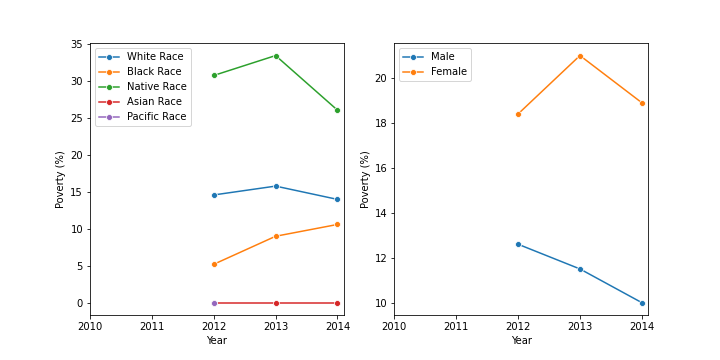 White Race
Black Race
Native Race
Asian Race
Pacific Race
35
30
25
20
15
10
5
0
Poverty (%)
2010 2011 2012 2013 2014
Year
Male
Female
20
18
16
14
12
10
Poverty (%)
2010 2011 2012 2013 2014
Year